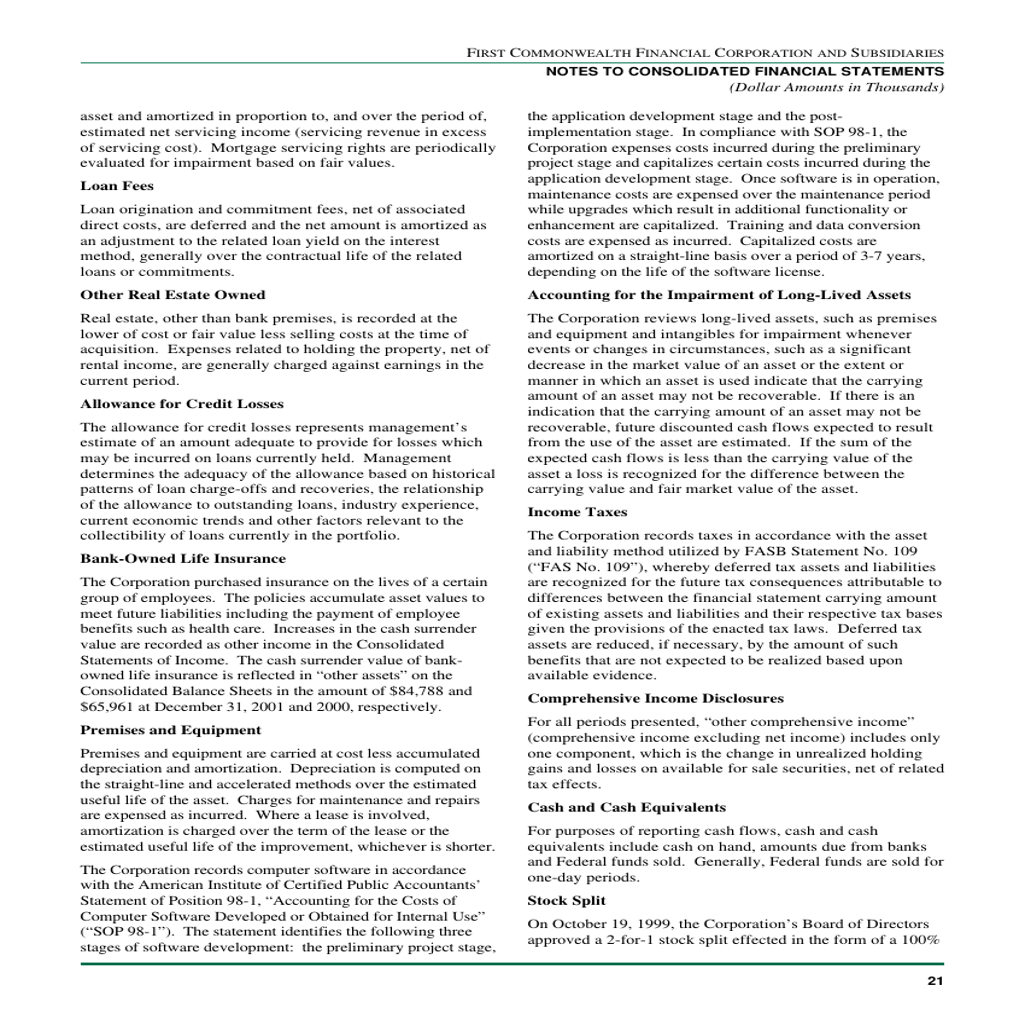 FIRST COMMONWEALTH FINANCIAL CORPORATION AND SUBSIDIARIES
NOTES TO CONSOLIDATED FINANCIAL STATEMENTS
(Dollar Amounts in Thousands)
asset and amortized in proportion to, and over the period of,
estimated net servicing income (servicing revenue in excess
of servicing cost).  Mortgage servicing rights are periodically
evaluated for impairment based on fair values.
Loan Fees
Loan origination and commitment fees, net of associated
direct costs, are deferred and the net amount is amortized as
an adjustment to the related loan yield on the interest
method, generally over the contractual life of the related
loans or commitments.
Other Real Estate Owned
Real estate, other than bank premises, is recorded at the
lower of cost or fair value less selling costs at the time of
acquisition.  Expenses related to holding the property, net of
rental income, are generally charged against earnings in the
current period.
Allowance for Credit Losses
The allowance for credit losses represents management’s
estimate of an amount adequate to provide for losses which
may be incurred on loans currently held.  Management
determines the adequacy of the allowance based on historical
patterns of loan charge-offs and recoveries, the relationship
of the allowance to outstanding loans, industry experience,
current economic trends and other factors relevant to the
collectibility of loans currently in the portfolio.
Bank-Owned Life Insurance
The Corporation purchased insurance on the lives of a certain
group of employees.  The policies accumulate asset values to
meet future liabilities including the payment of employee
benefits such as health care.  Increases in the cash surrender
value are recorded as other income in the Consolidated
Statements of Income.  The cash surrender value of bank-
owned life insurance is reflected in “other assets” on the
Consolidated Balance Sheets in the amount of $84,788 and
$65,961 at December 31, 2001 and 2000, respectively.
Premises and Equipment
Premises and equipment are carried at cost less accumulated
depreciation and amortization.  Depreciation is computed on
the straight-line and accelerated methods over the estimated
useful life of the asset.  Charges for maintenance and repairs
are expensed as incurred.  Where a lease is involved,
amortization is charged over the term of the lease or the
estimated useful life of the improvement, whichever is shorter.
The Corporation records computer software in accordance
with the American Institute of Certified Public Accountants’
Statement of Position 98-1, “Accounting for the Costs of
Computer Software Developed or Obtained for Internal Use”
(“SOP 98-1”).  The statement identifies the following three
stages of software development:  the preliminary project stage,
the application development stage and the post-
implementation stage.  In compliance with SOP 98-1, the
Corporation expenses costs incurred during the preliminary
project stage and capitalizes certain costs incurred during the
application development stage.  Once software is in operation,
maintenance costs are expensed over the maintenance period
while upgrades which result in additional functionality or
enhancement are capitalized.  Training and data conversion
costs are expensed as incurred.  Capitalized costs are
amortized on a straight-line basis over a period of 3-7 years,
depending on the life of the software license.
Accounting for the Impairment of Long-Lived Assets
The Corporation reviews long-lived assets, such as premises
and equipment and intangibles for impairment whenever
events or changes in circumstances, such as a significant
decrease in the market value of an asset or the extent or
manner in which an asset is used indicate that the carrying
amount of an asset may not be recoverable.  If there is an
indication that the carrying amount of an asset may not be
recoverable, future discounted cash flows expected to result
from the use of the asset are estimated.  If the sum of the
expected cash flows is less than the carrying value of the
asset a loss is recognized for the difference between the
carrying value and fair market value of the asset.
Income Taxes
The Corporation records taxes in accordance with the asset
and liability method utilized by FASB Statement No. 109
(“FAS No. 109”), whereby deferred tax assets and liabilities
are recognized for the future tax consequences attributable to
differences between the financial statement carrying amount
of existing assets and liabilities and their respective tax bases
given the provisions of the enacted tax laws.  Deferred tax
assets are reduced, if necessary, by the amount of such
benefits that are not expected to be realized based upon
available evidence.
Comprehensive Income Disclosures
For all periods presented, “other comprehensive income”
(comprehensive income excluding net income) includes only
one component, which is the change in unrealized holding
gains and losses on available for sale securities, net of related
tax effects.
Cash and Cash Equivalents
For purposes of reporting cash flows, cash and cash
equivalents include cash on hand, amounts due from banks
and Federal funds sold.  Generally, Federal funds are sold for
one-day periods.
Stock Split
On October 19, 1999, the Corporation’s Board of Directors
approved a 2-for-1 stock split effected in the form of a 100%
21